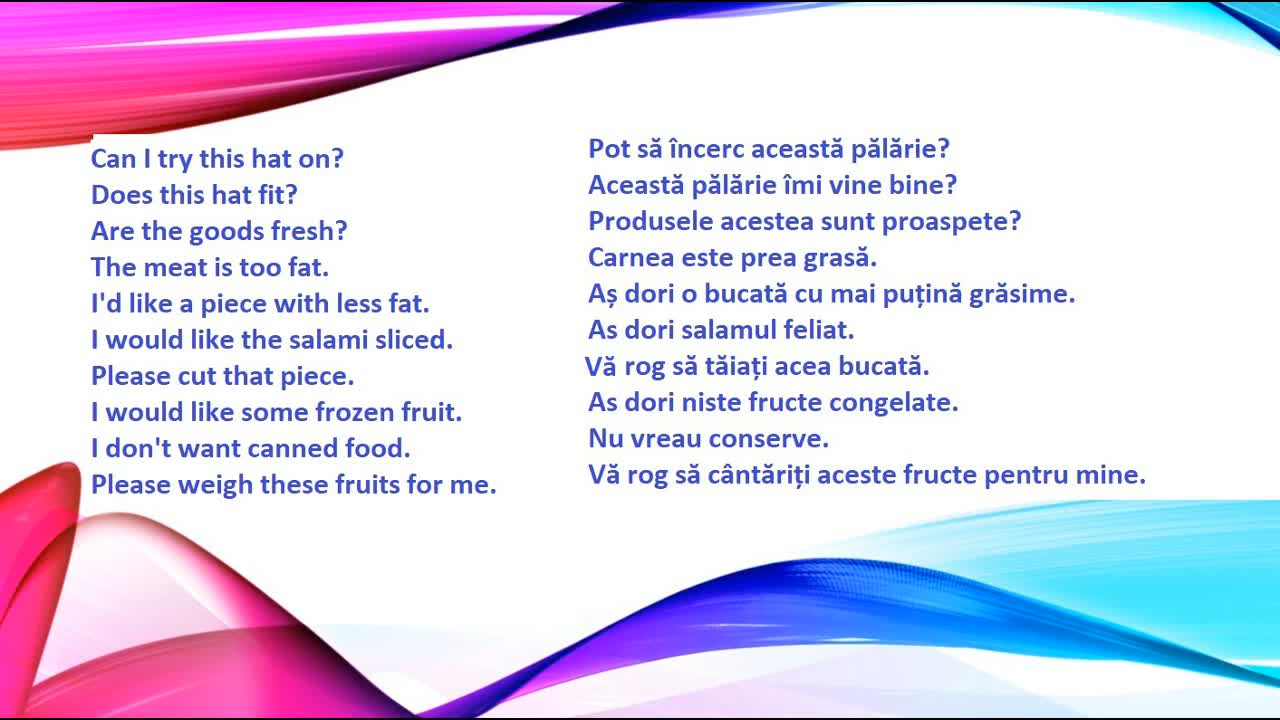 Can I try this hat on?
Does this hat fit?
Are the goods fresh?
The meat is too fat.
I'd like a piece with less fat.
I would like the salami sliced.
Please cut that piece.
I would like some frozen fruit.
I don't want canned food.
Please weigh these fruits for me.
Pot să încerc această pălărie?
Această pălărie îmi vine bine?
Produsele acestea sunt proaspete?
Carnea este prea grasă.
Aș dori o bucată cu mai puțină grăsime.
As dori salamul feliat.
Vă rog să tăiați acea bucată.
As dori niste fructe congelate.
Nu vreau conserve.
Vă rog să cântăriți aceste fructe pentru mine.